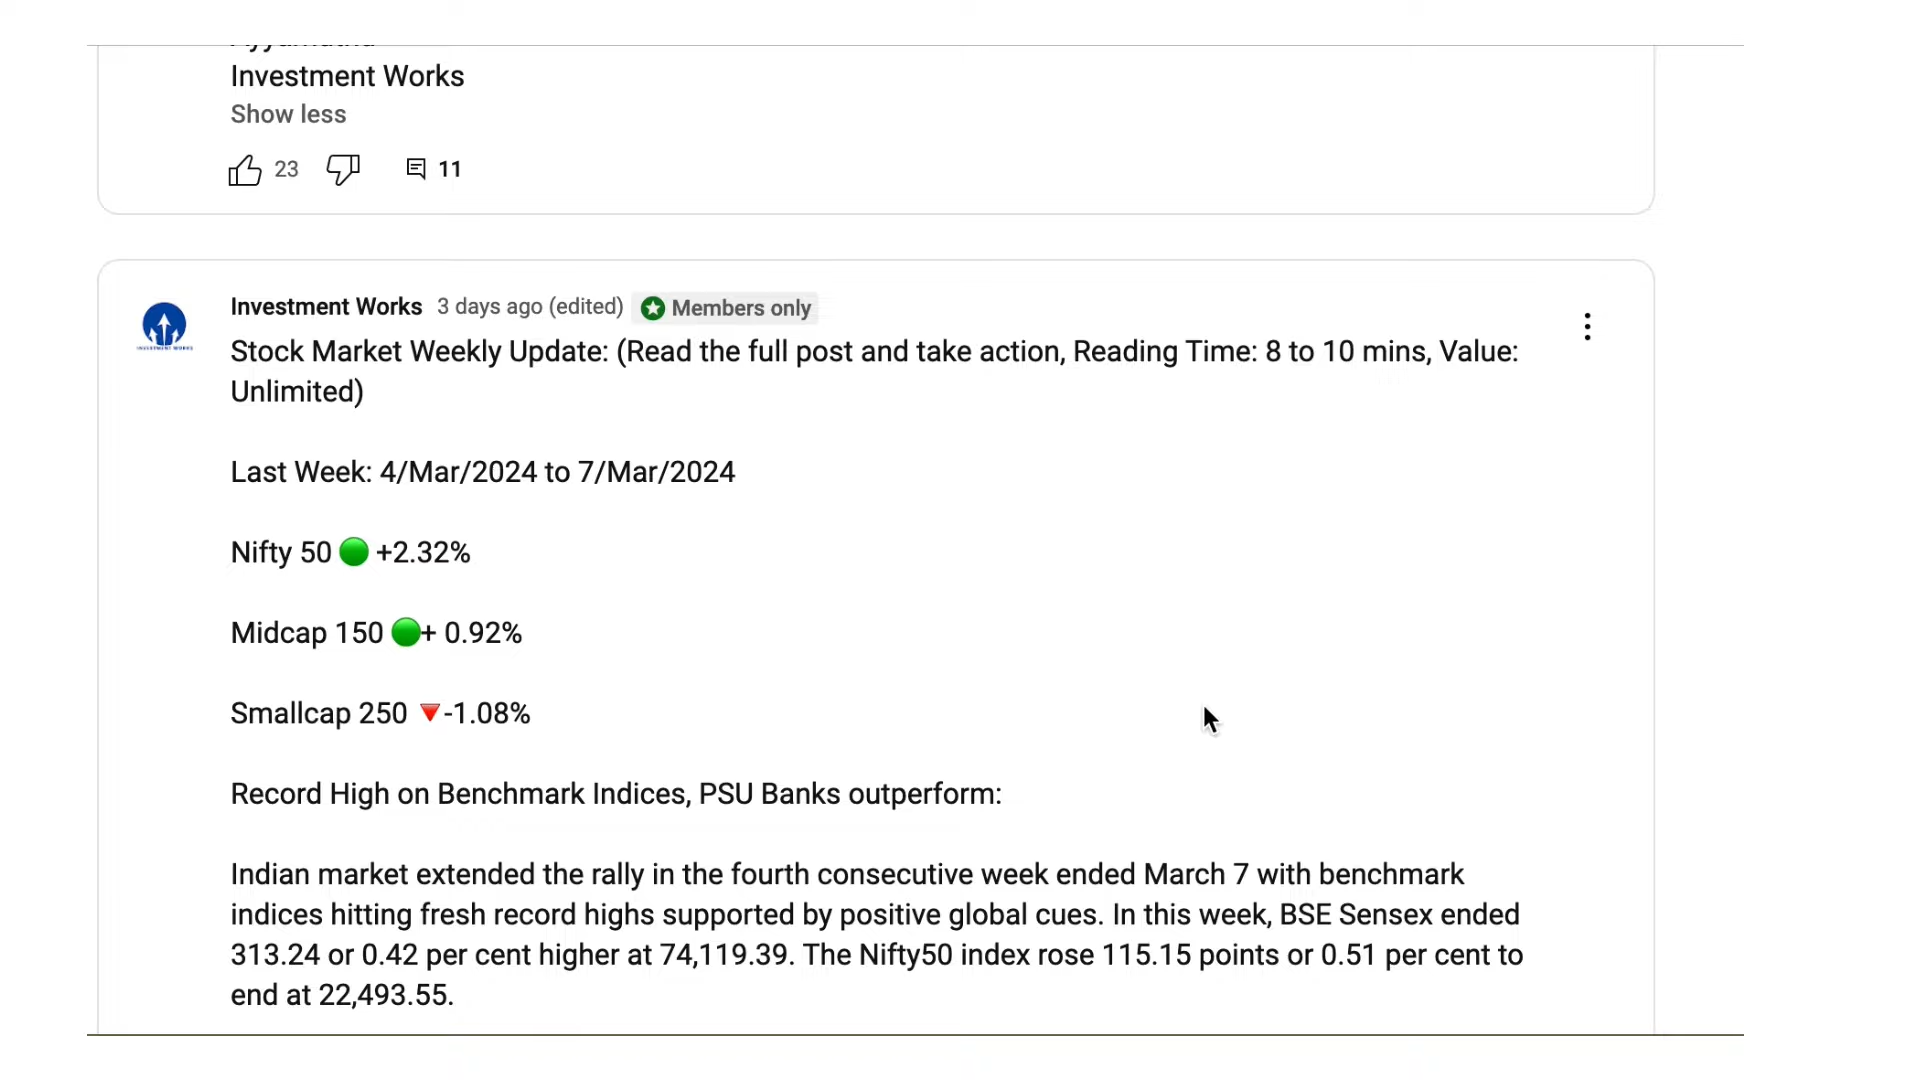 Investment Works
Show less
23 11
Investment Works 3 days ago (edited) Members only
Stock Market Weekly Update: (Read the full post and take action, Reading Time: 8 to 10 mins, Value:
Unlimited)
Last Week: 4/Mar/2024 to 7/Mar/2024
Nifty 50 🟢 +2.32%
Midcap 150 🟢+ 0.92%
Smallcap 250 🔻-1.08%
Record High on Benchmark Indices, PSU Banks outperform:
Indian market extended the rally in the fourth consecutive week ended March 7 with benchmark
indices hitting fresh record highs supported by positive global cues. In this week, BSE Sensex ended
313.24 or 0.42 per cent higher at 74,119.39. The Nifty50 index rose 115.15 points or 0.51 per cent to
end at 22,493.55.